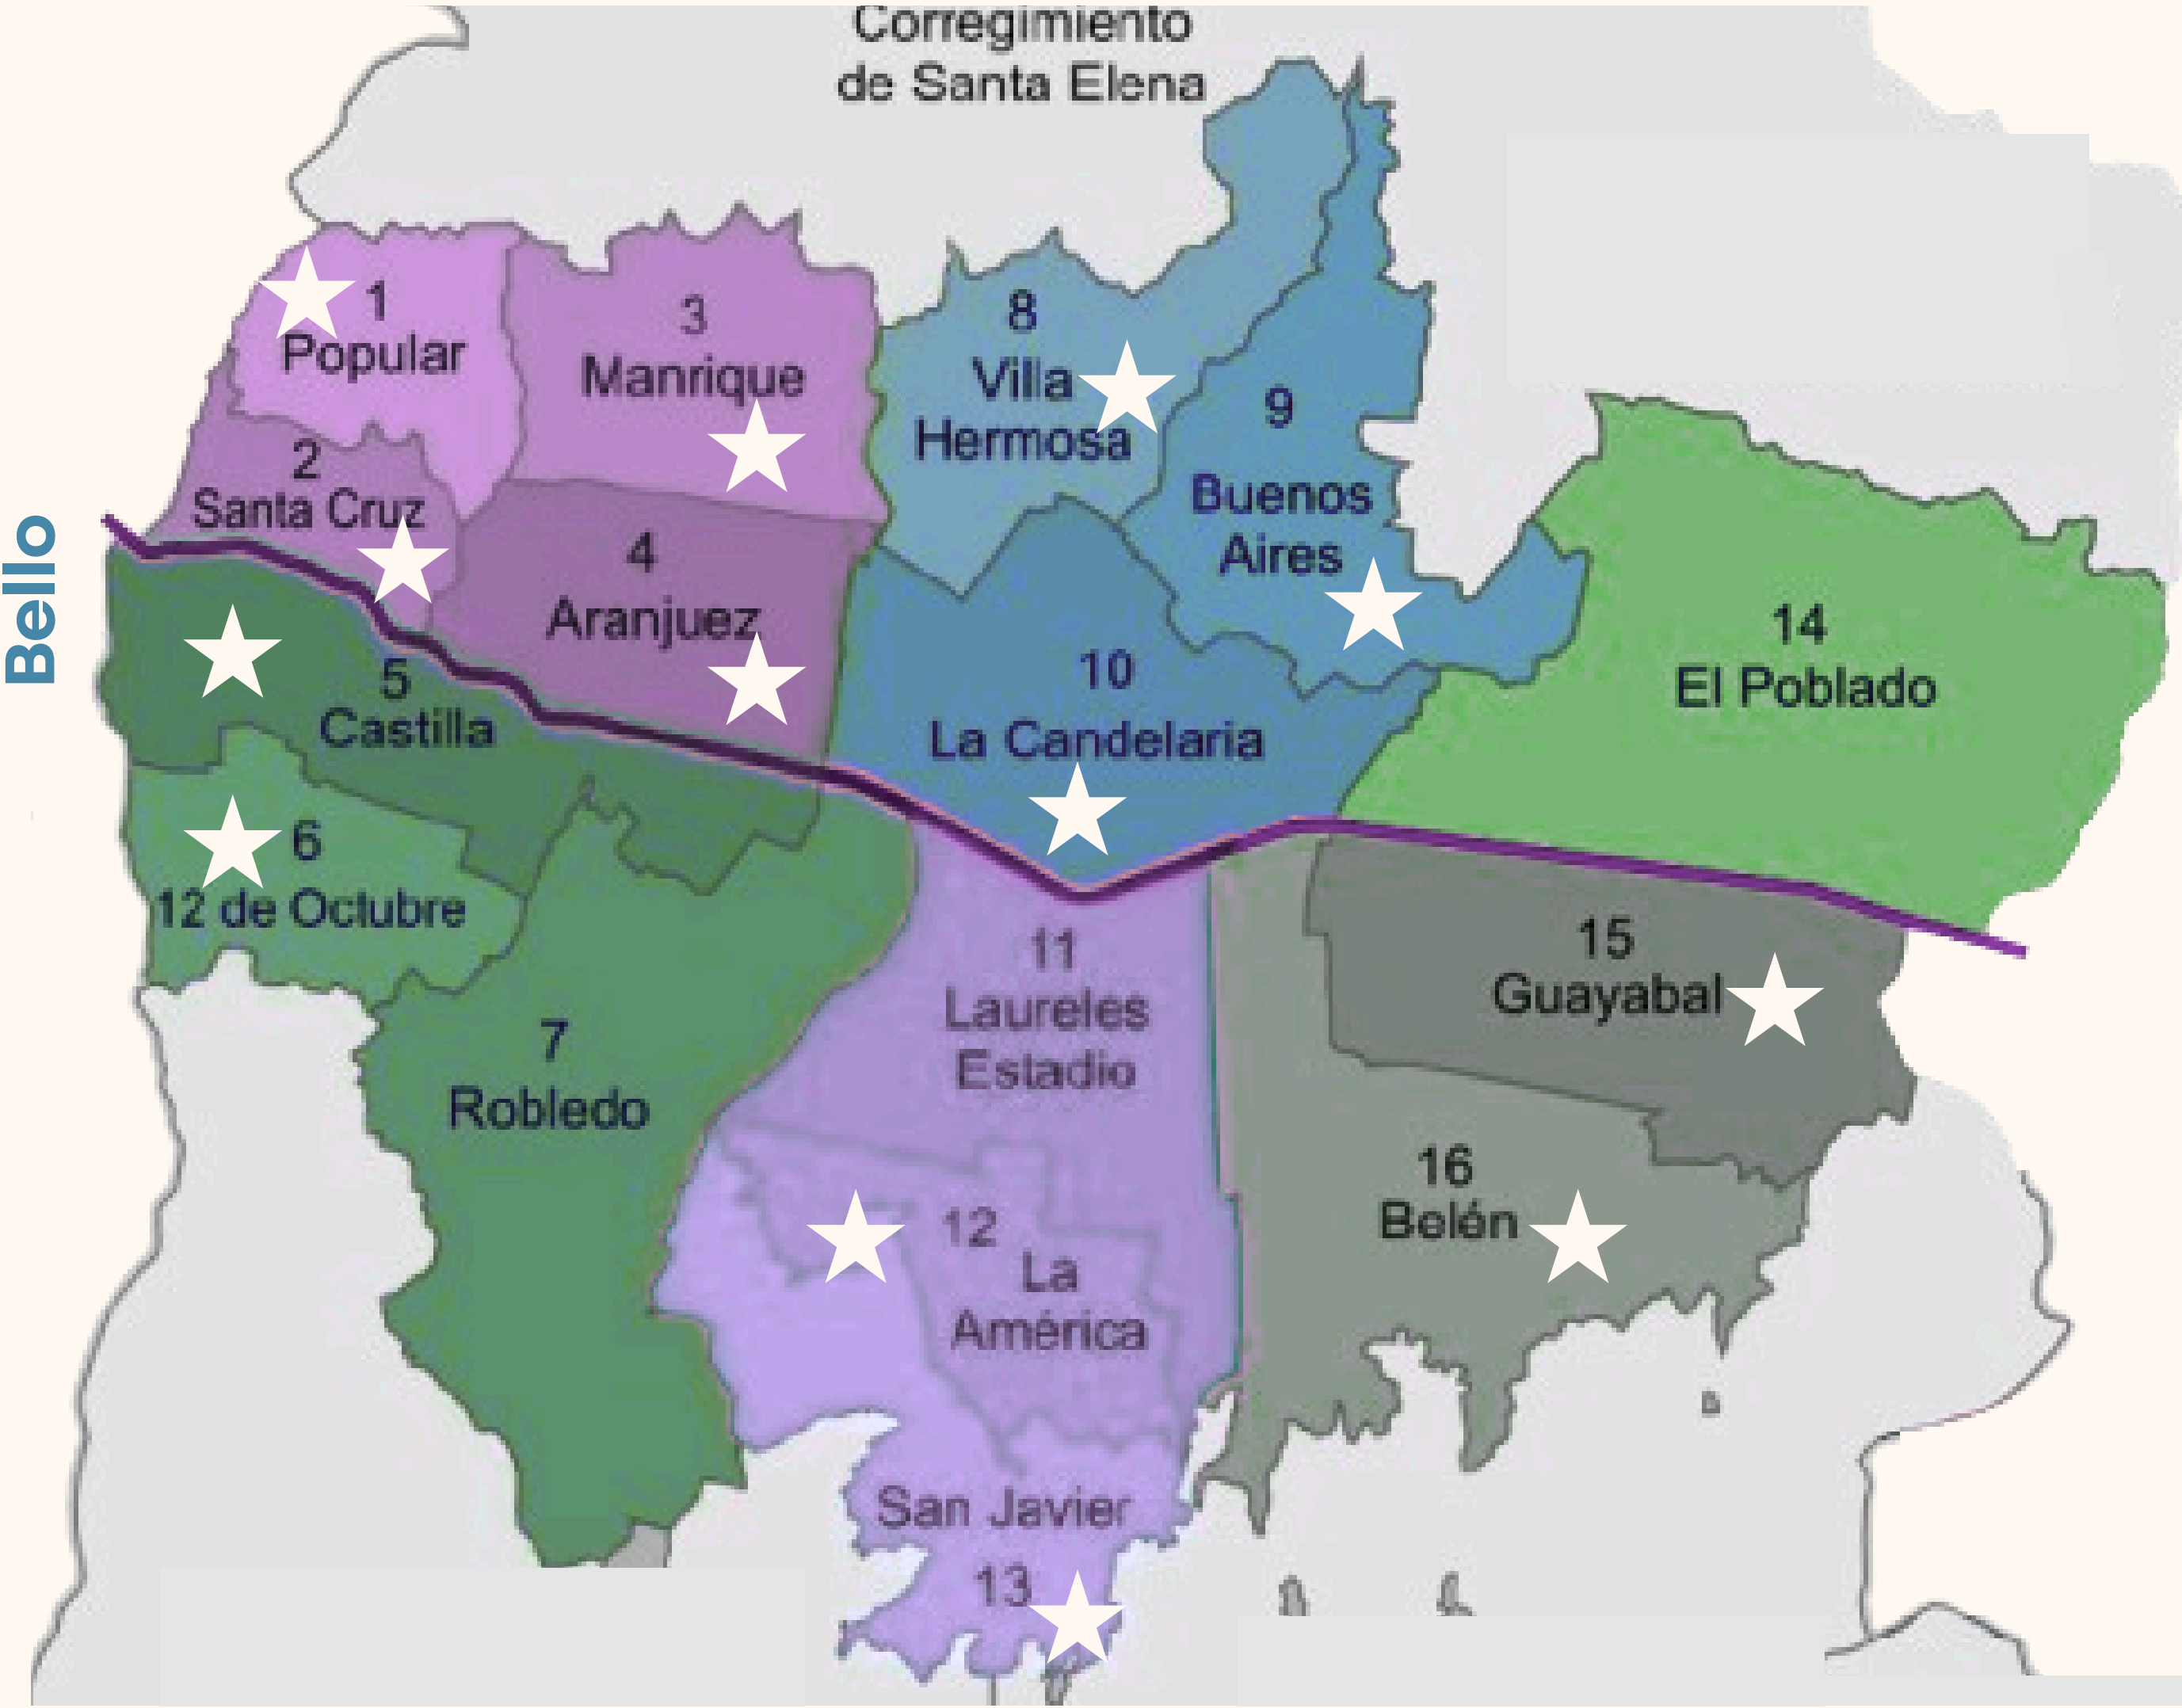 Corregimiento
de Santa Elena
1
Popular
3
Manrique
8
Villa
Hermosa
9
Buenos
Aires
2
Santa Cruz
4
Aranjuez
Bello
5
Castilla
10
La Candelaria
14
El Poblado
6
12 de Octubre
11
Laureles
Estadio
15
Guayabal
7
Robledo
12
La
América
16
Belén
San Javier
13